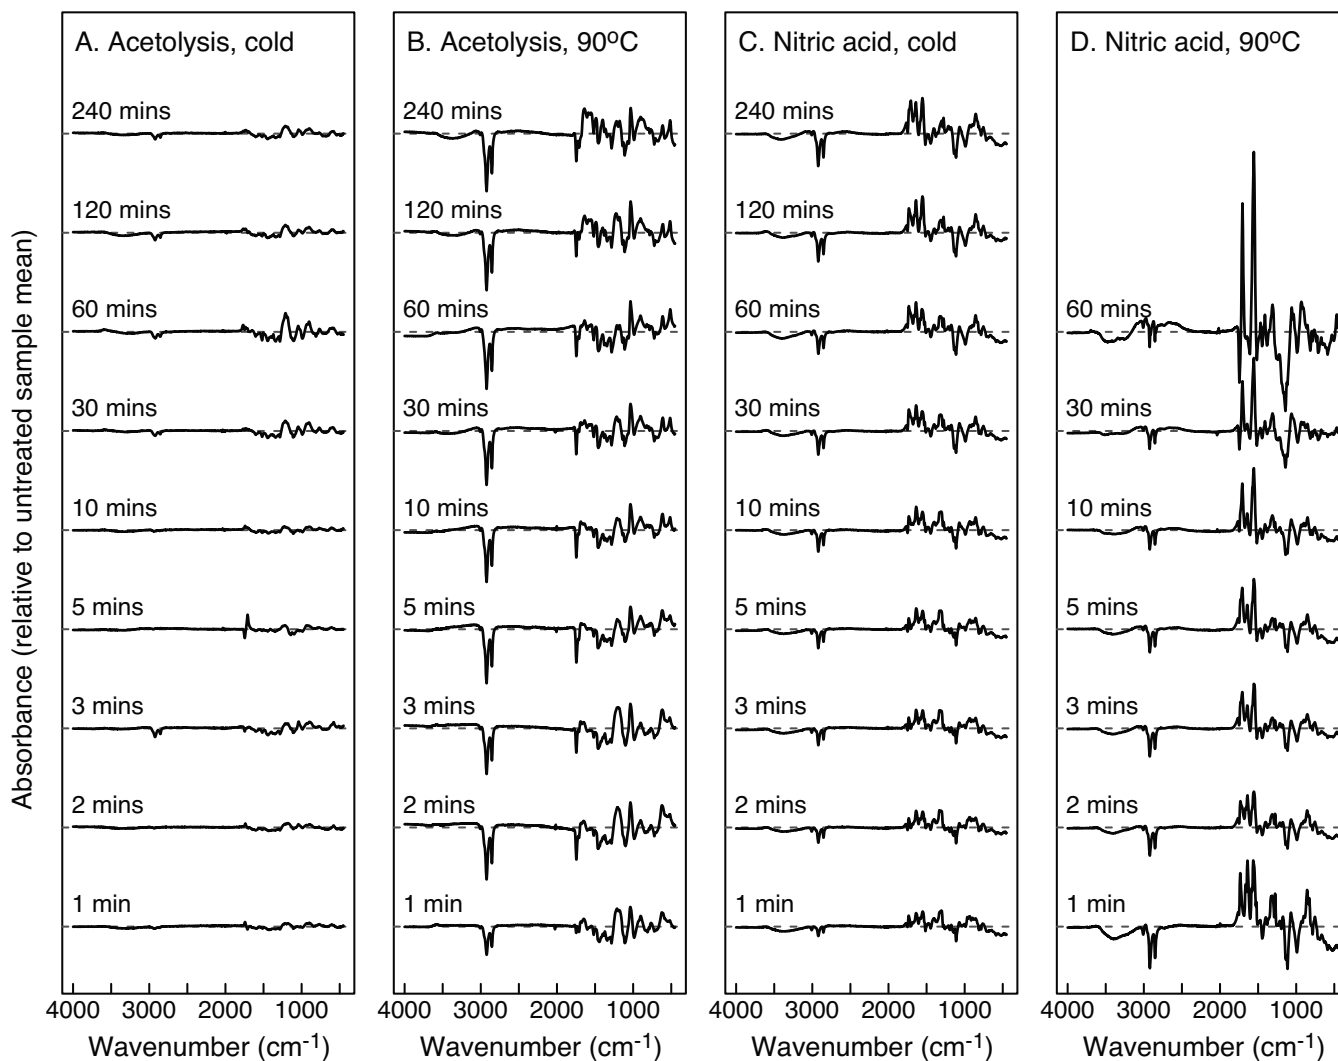 Absorbance (relative to untreated sample mean)
A. Acetolysis, cold
240 mins
120 mins
60 mins
30 mins
10 mins
5 mins
3 mins
2 mins
1 min
4000 3000 2000 1000
Wavenumber (cm⁻¹)
B. Acetolysis, 90ºC
240 mins
120 mins
60 mins
30 mins
10 mins
5 mins
3 mins
2 mins
1 min
4000 3000 2000 1000
Wavenumber (cm⁻¹)
C. Nitric acid, cold
240 mins
120 mins
60 mins
30 mins
10 mins
5 mins
3 mins
2 mins
1 min
4000 3000 2000 1000
Wavenumber (cm⁻¹)
D. Nitric acid, 90ºC
60 mins
30 mins
10 mins
5 mins
3 mins
2 mins
1 min
4000 3000 2000 1000
Wavenumber (cm⁻¹)